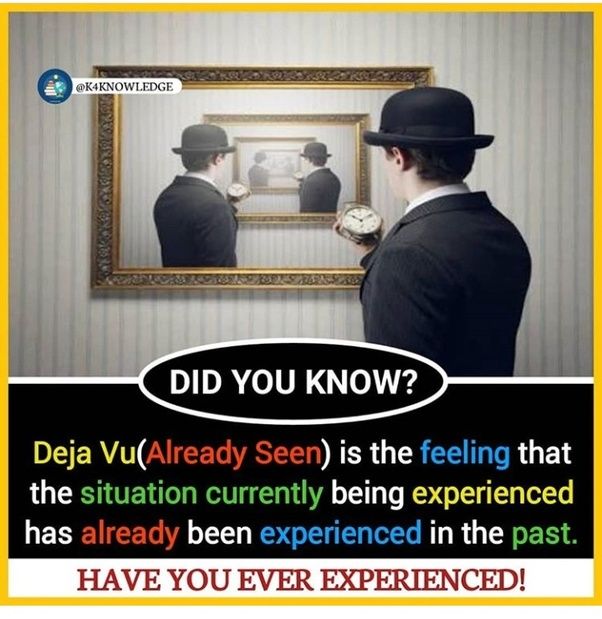 @K4KNOWLEDGE
DID YOU KNOW?
Deja Vu(Already Seen) is the feeling that
the situation currently being experienced
has already been experienced in the past.
HAVE YOU EVER EXPERIENCED!